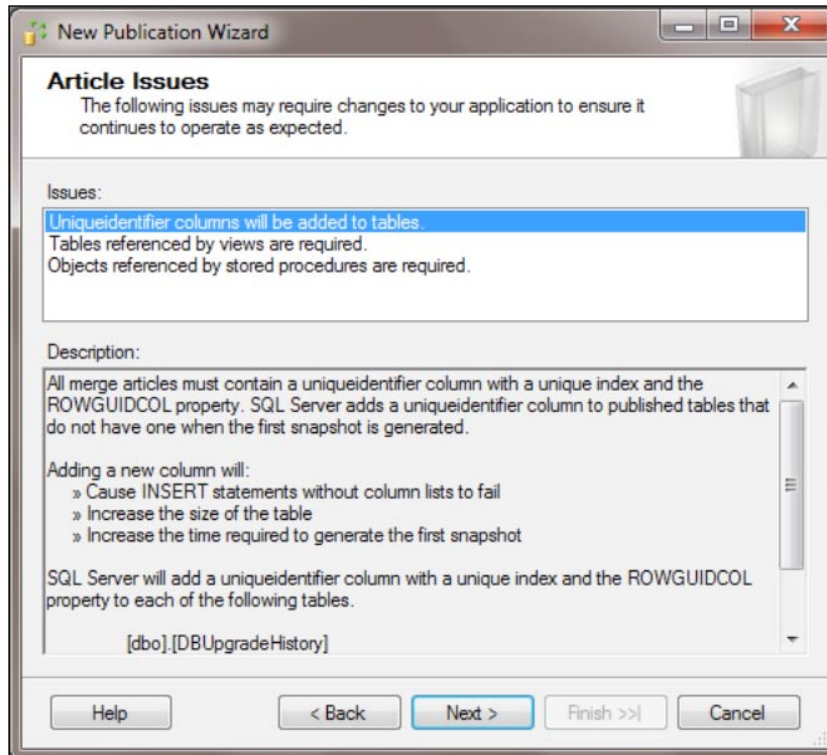 New Publication Wizard
Article Issues
The following issues may require changes to your application to ensure it
continues to operate as expected.
Issues:
Uniqueidentifier columns will be added to tables.
Tables referenced by views are required.
Objects referenced by stored procedures are required.
Description:
All merge articles must contain a uniqueidentifier column with a unique index and the
ROWGUIDCOL property. SQL Server adds a uniqueidentifier column to published tables that
do not have one when the first snapshot is generated.
Adding a new column will:
» Cause INSERT statements without column lists to fail
» Increase the size of the table
» Increase the time required to generate the first snapshot
SQL Server will add a uniqueidentifier column with a unique index and the ROWGUIDCOL
property to each of the following tables.
[dbo].[DBUpgradeHistory]
Help
< Back
Next >
Finish >>|
Cancel